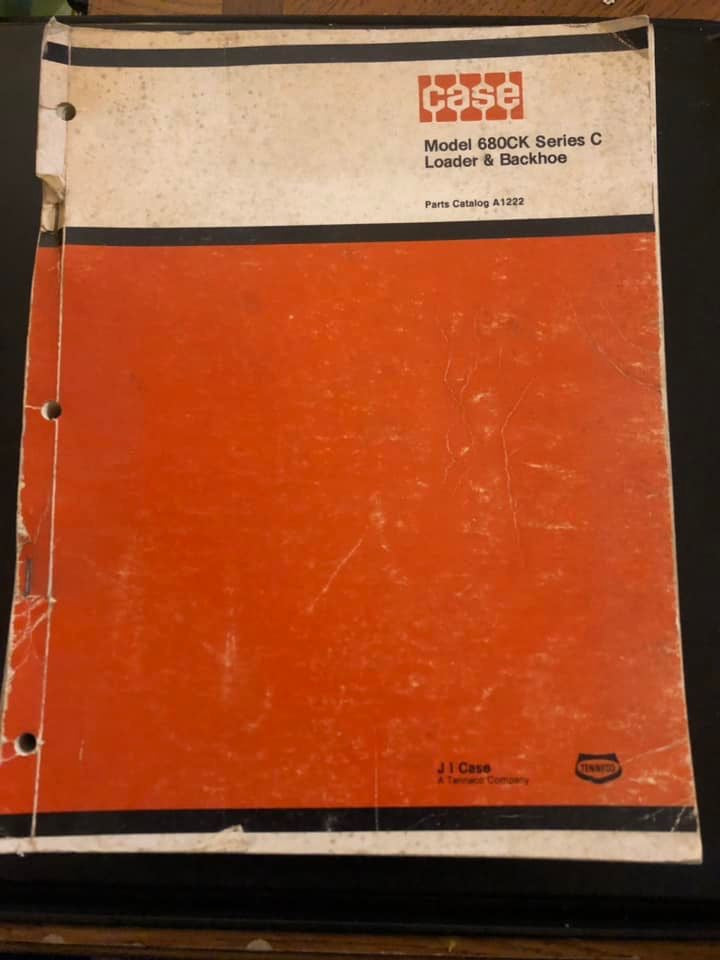 case
Model 680CK Series C
Loader & Backhoe
Parts Catalog A1222
J I Case
A Tenneco Company
TENNECO